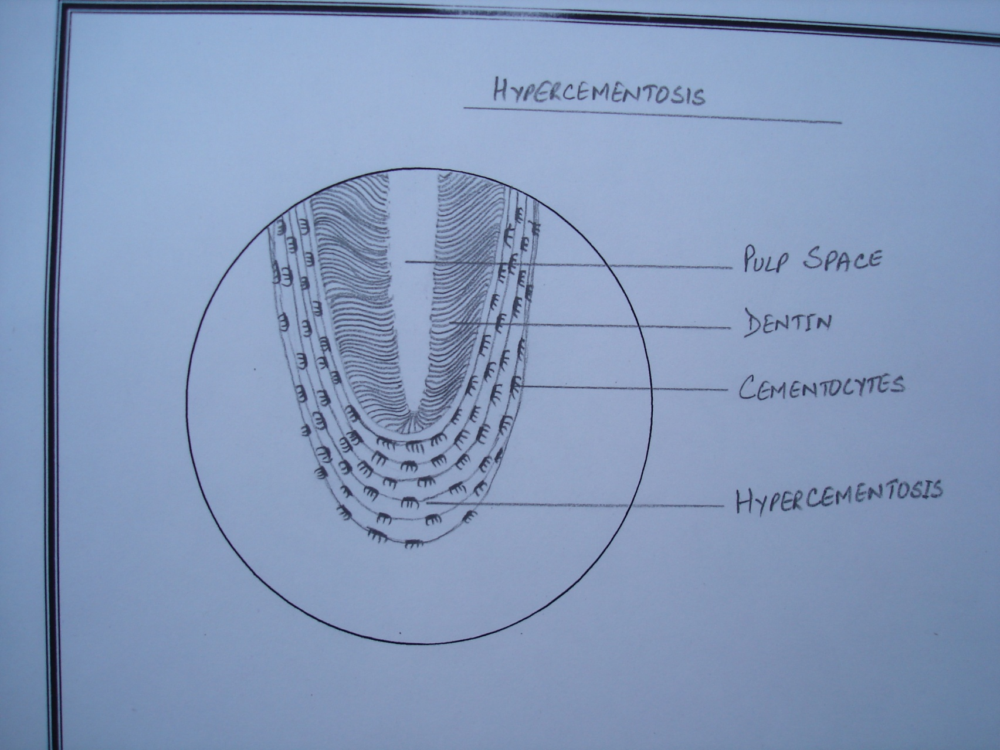 HYPERCEMENTOSIS
PULP SPACE
DENTIN
CEMENTOCYTES
HYPERCEMENTOSIS